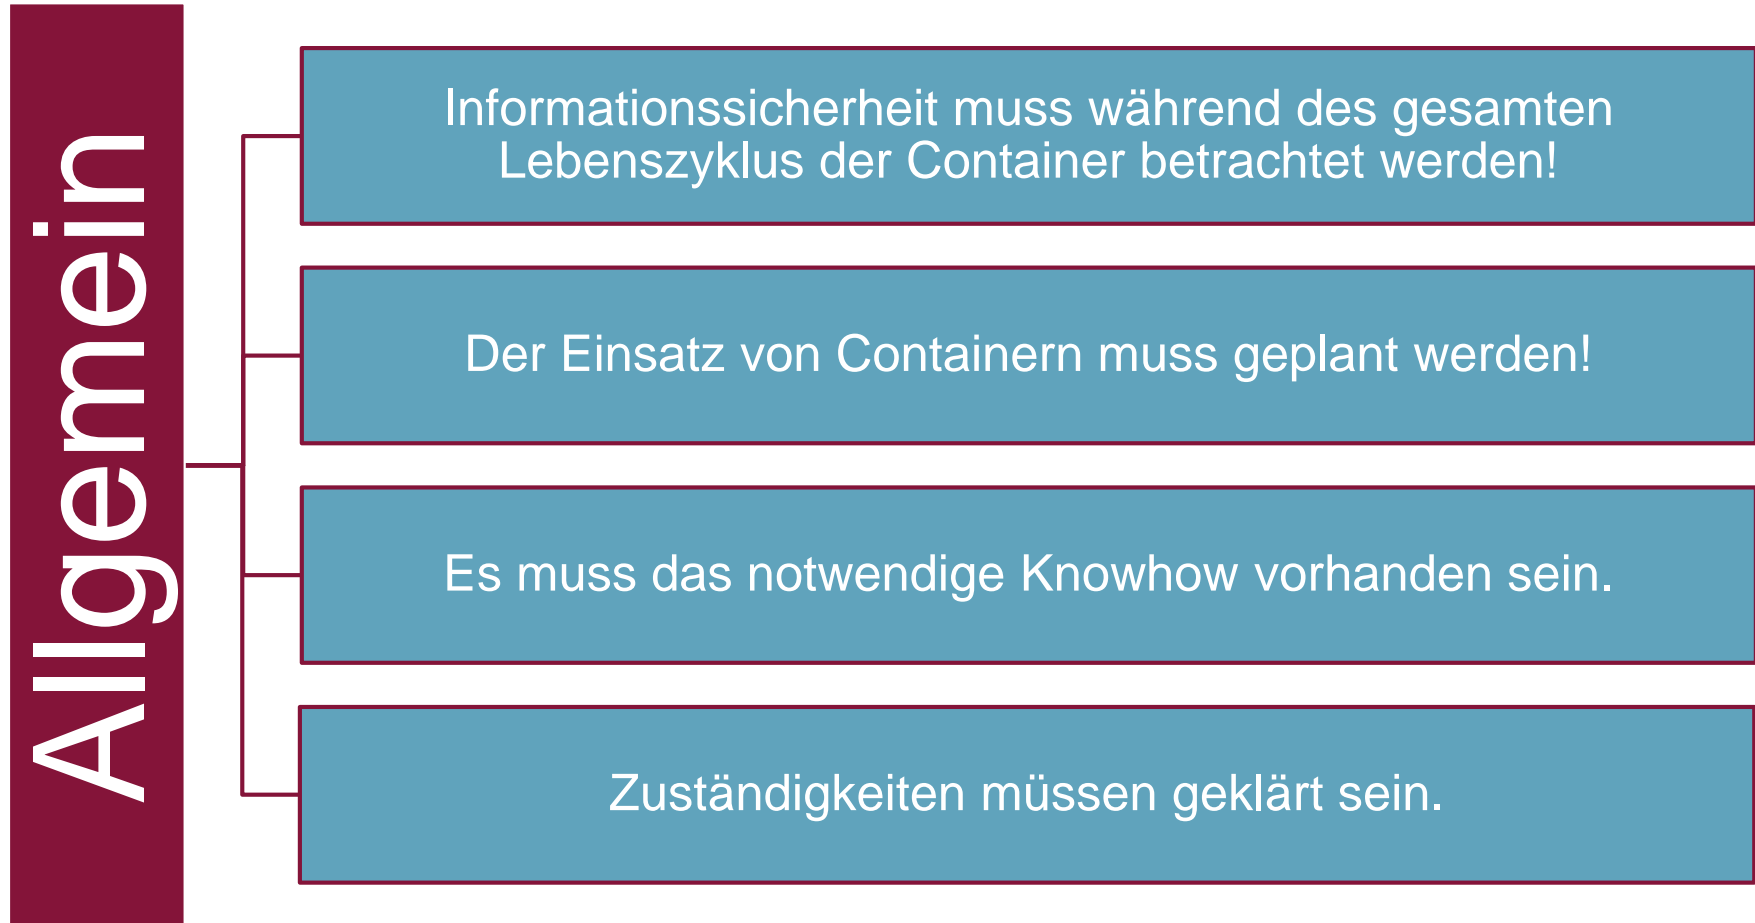 Allgemein
Informationssicherheit muss während des gesamten
Lebenszyklus der Container betrachtet werden!
Der Einsatz von Containern muss geplant werden!
Es muss das notwendige Knowhow vorhanden sein.
Zuständigkeiten müssen geklärt sein.